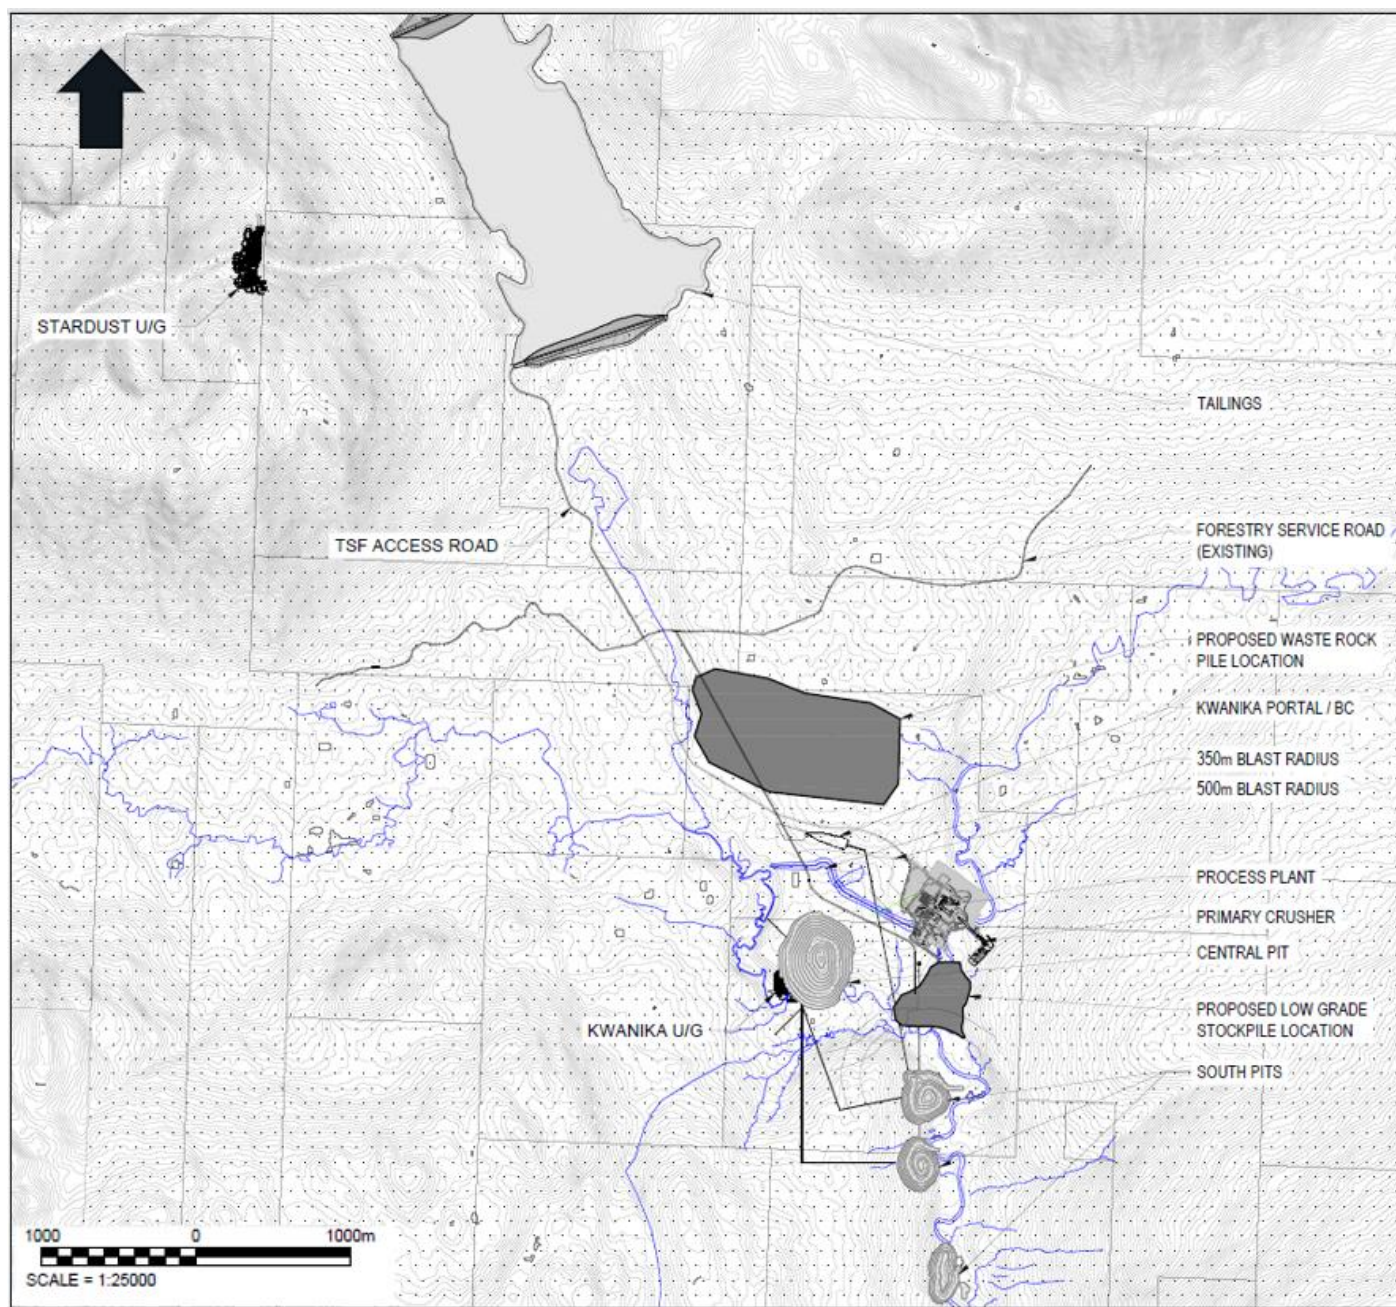 STARDUST U/G
TAILINGS
TSF ACCESS ROAD
FORESTRY SERVICE ROAD
(EXISTING)
PROPOSED WASTE ROCK
PILE LOCATION
KWANIKA PORTAL / BC
350m BLAST RADIUS
500m BLAST RADIUS
PROCESS PLANT
PRIMARY CRUSHER
CENTRAL PIT
PROPOSED LOW GRADE
STOCKPILE LOCATION
KWANIKA U/G
SOUTH PITS
1000 0 1000m
SCALE = 1:25000